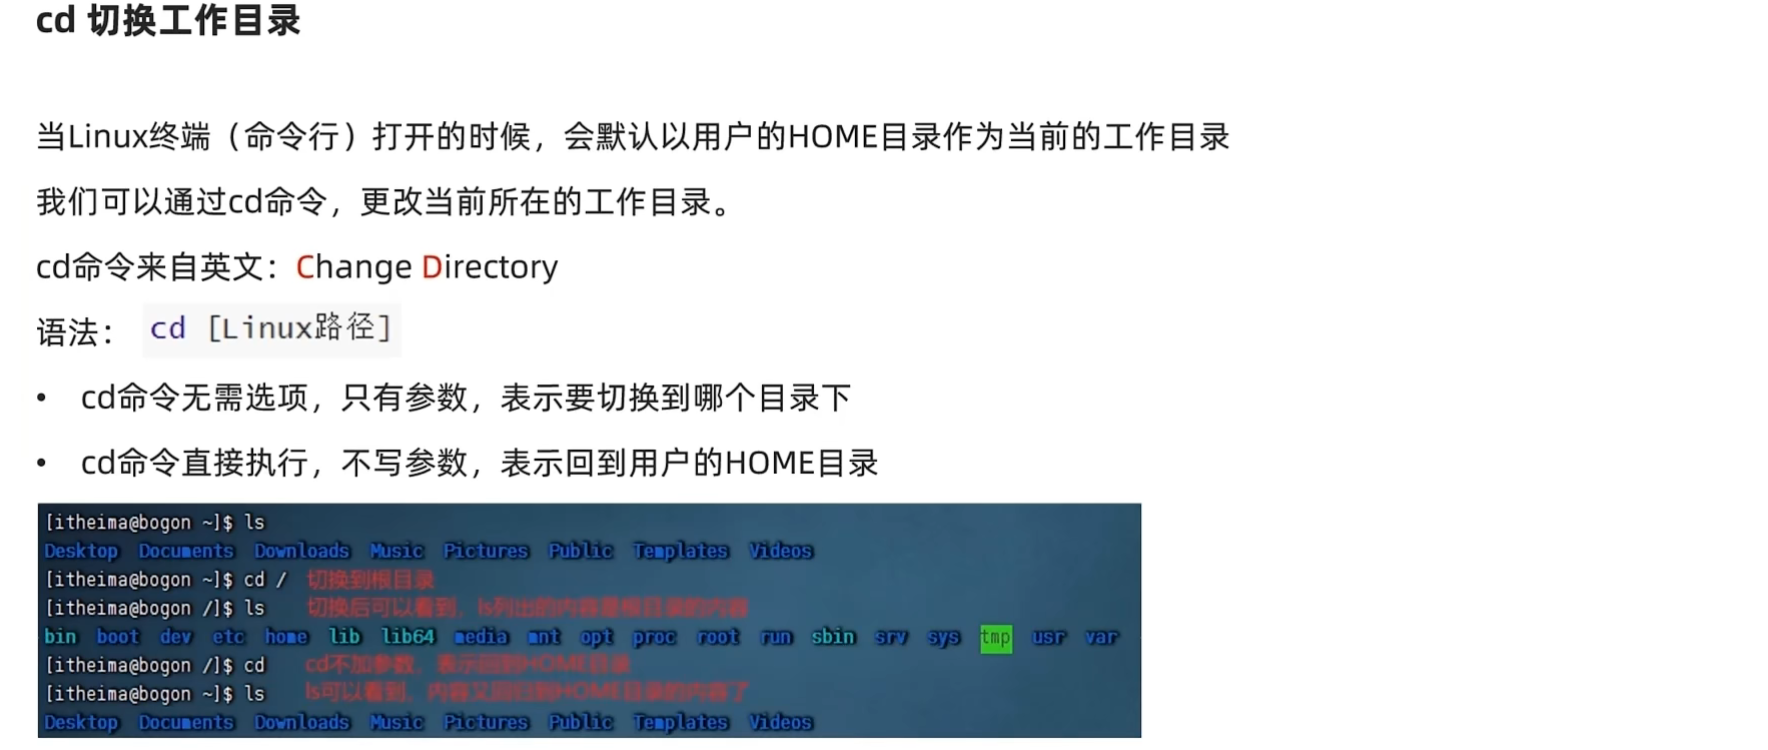 cd 切换工作目录
当Linux终端（命令行）打开的时候，会默认以用户的HOME目录作为当前的工作目录
我们可以通过cd命令，更改当前所在的工作目录。
cd命令来自英文：Change Directory
语法： cd [Linux路径]
• cd命令无需选项，只有参数，表示要切换到哪个目录下
• cd命令直接执行，不写参数，表示回到用户的HOME目录
[itheima@bogon ~]$ ls
Desktop Documents Downloads Music Pictures Public Templates Videos
[itheima@bogon ~]$ cd / 切换到根目录
[itheima@bogon /]$ ls 切换后可以看到，ls列出的内容是根目录的内容
bin boot dev etc home lib lib64 media mnt opt proc root run sbin srv sys tmp usr var
[itheima@bogon /]$ cd cd不加参数，表示回到HOME目录
[itheima@bogon ~]$ ls ls可以看到，内容又回归到HOME目录的内容了
Desktop Documents Downloads Music Pictures Public Templates Videos